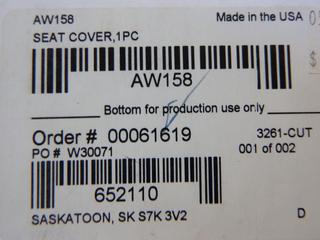 AW158 Made in the USA
SEAT COVER,1PC
AW158
Bottom for production use only
Order # 00061619 3261-CUT
PO # W30071 001 of 002
652110
SASKATOON, SK S7K 3V2 D